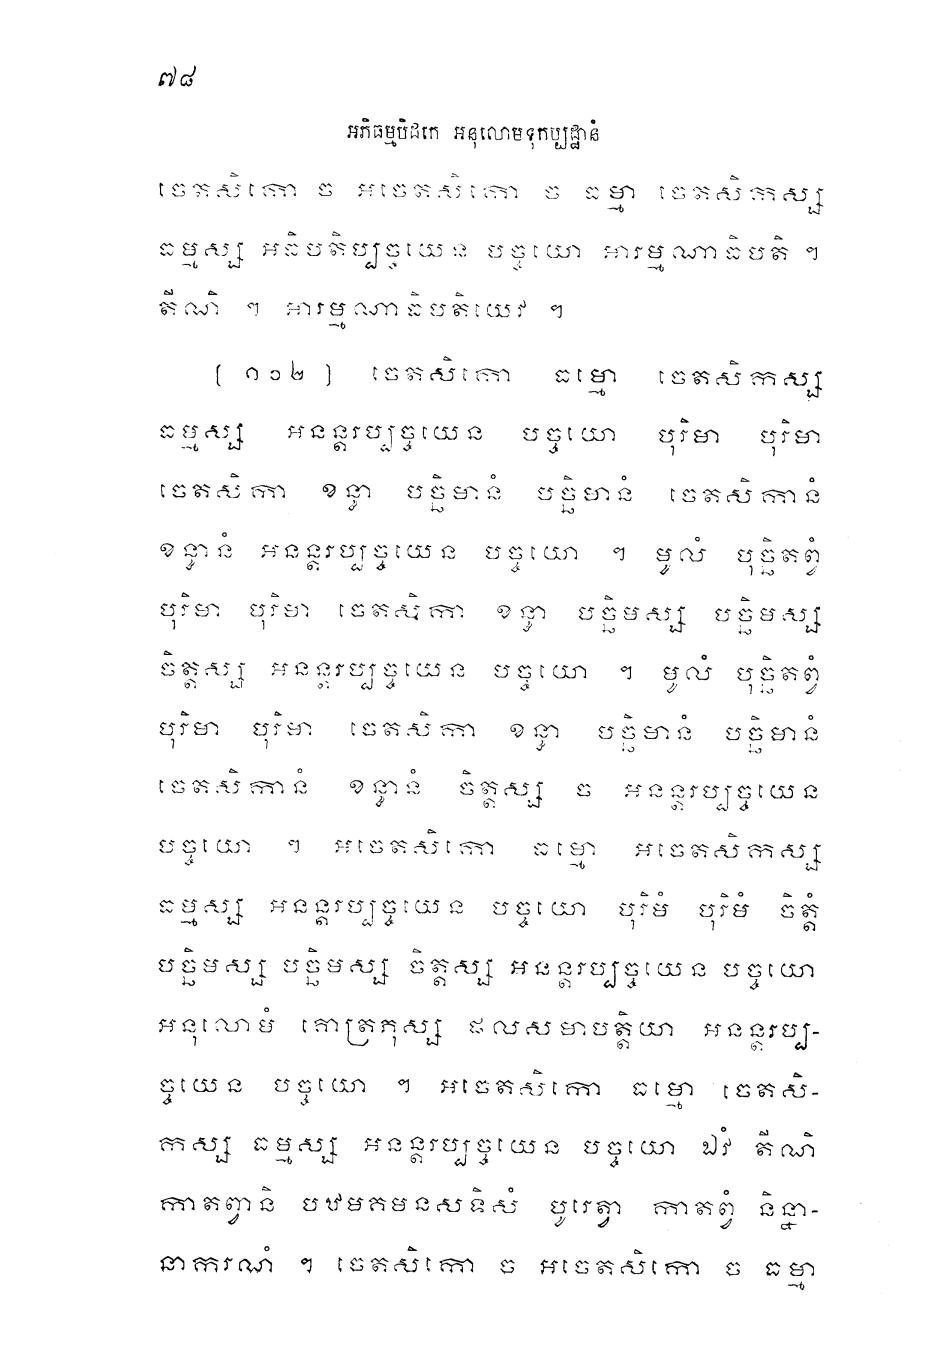 ៧៨
អភិធម្មបិដកេ អនុលោមទុកប្បដ្ឋានំ
ចេតសិកោ ច អចេតសិកោ ច ធម្មា ចេតសិកស្ស
ធម្មស្ស អធិបតិប្បច្ចយេន បច្ចយោ អារម្មណាធិបតិ ។
តីណិ ។ អារម្មណាធិបតិយេវ ។
[ ១១២ ] ចេតសិកោ ធម្មោ ចេតសិកស្ស
ធម្មស្ស អនន្តរប្បច្ចយេន បច្ចយោ បុរិមា បុរិមា
ចេតសិកា ខន្ធា បច្ឆិមានំ បច្ឆិមានំ ចេតសិកានំ
ខន្ធានំ អនន្តរប្បច្ចយេន បច្ចយោ ។ មូលំ បុច្ឆិតព្វំ
បុរិមា បុរិមា ចេតសិកា ខន្ធា បច្ឆិមស្ស បច្ឆិមស្ស
ចិត្តស្ស អនន្តរប្បច្ចយេន បច្ចយោ ។ មូលំ បុច្ឆិតព្វំ
បុរិមា បុរិមា ចេតសិកា ខន្ធា បច្ឆិមានំ បច្ឆិមានំ
ចេតសិកានំ ខន្ធានំ ចិត្តស្ស ច អនន្តរប្បច្ចយេន
បច្ចយោ ។ អចេតសិកោ ធម្មោ អចេតសិកស្ស
ធម្មស្ស អនន្តរប្បច្ចយេន បច្ចយោ បុរិមំ បុរិមំ ចិត្តំ
បច្ឆិមស្ស បច្ឆិមស្ស ចិត្តស្ស អនន្តរប្បច្ចយេន បច្ចយោ
អនុលោមំ គោត្រភុស្ស ផលសមាបត្តិយា អនន្តរប្ប-
ច្ចយេន បច្ចយោ ។ អចេតសិកោ ធម្មោ ចេតសិ-
កស្ស ធម្មស្ស អនន្តរប្បច្ចយេន បច្ចយោ ឯវំ តីណិ
កាតព្វានិ បឋមគមនសទិសំ បូរេត្វា កាតព្វំ និន្នា-
នាករណំ ។ ចេតសិកោ ច អចេតសិកោ ច ធម្មា